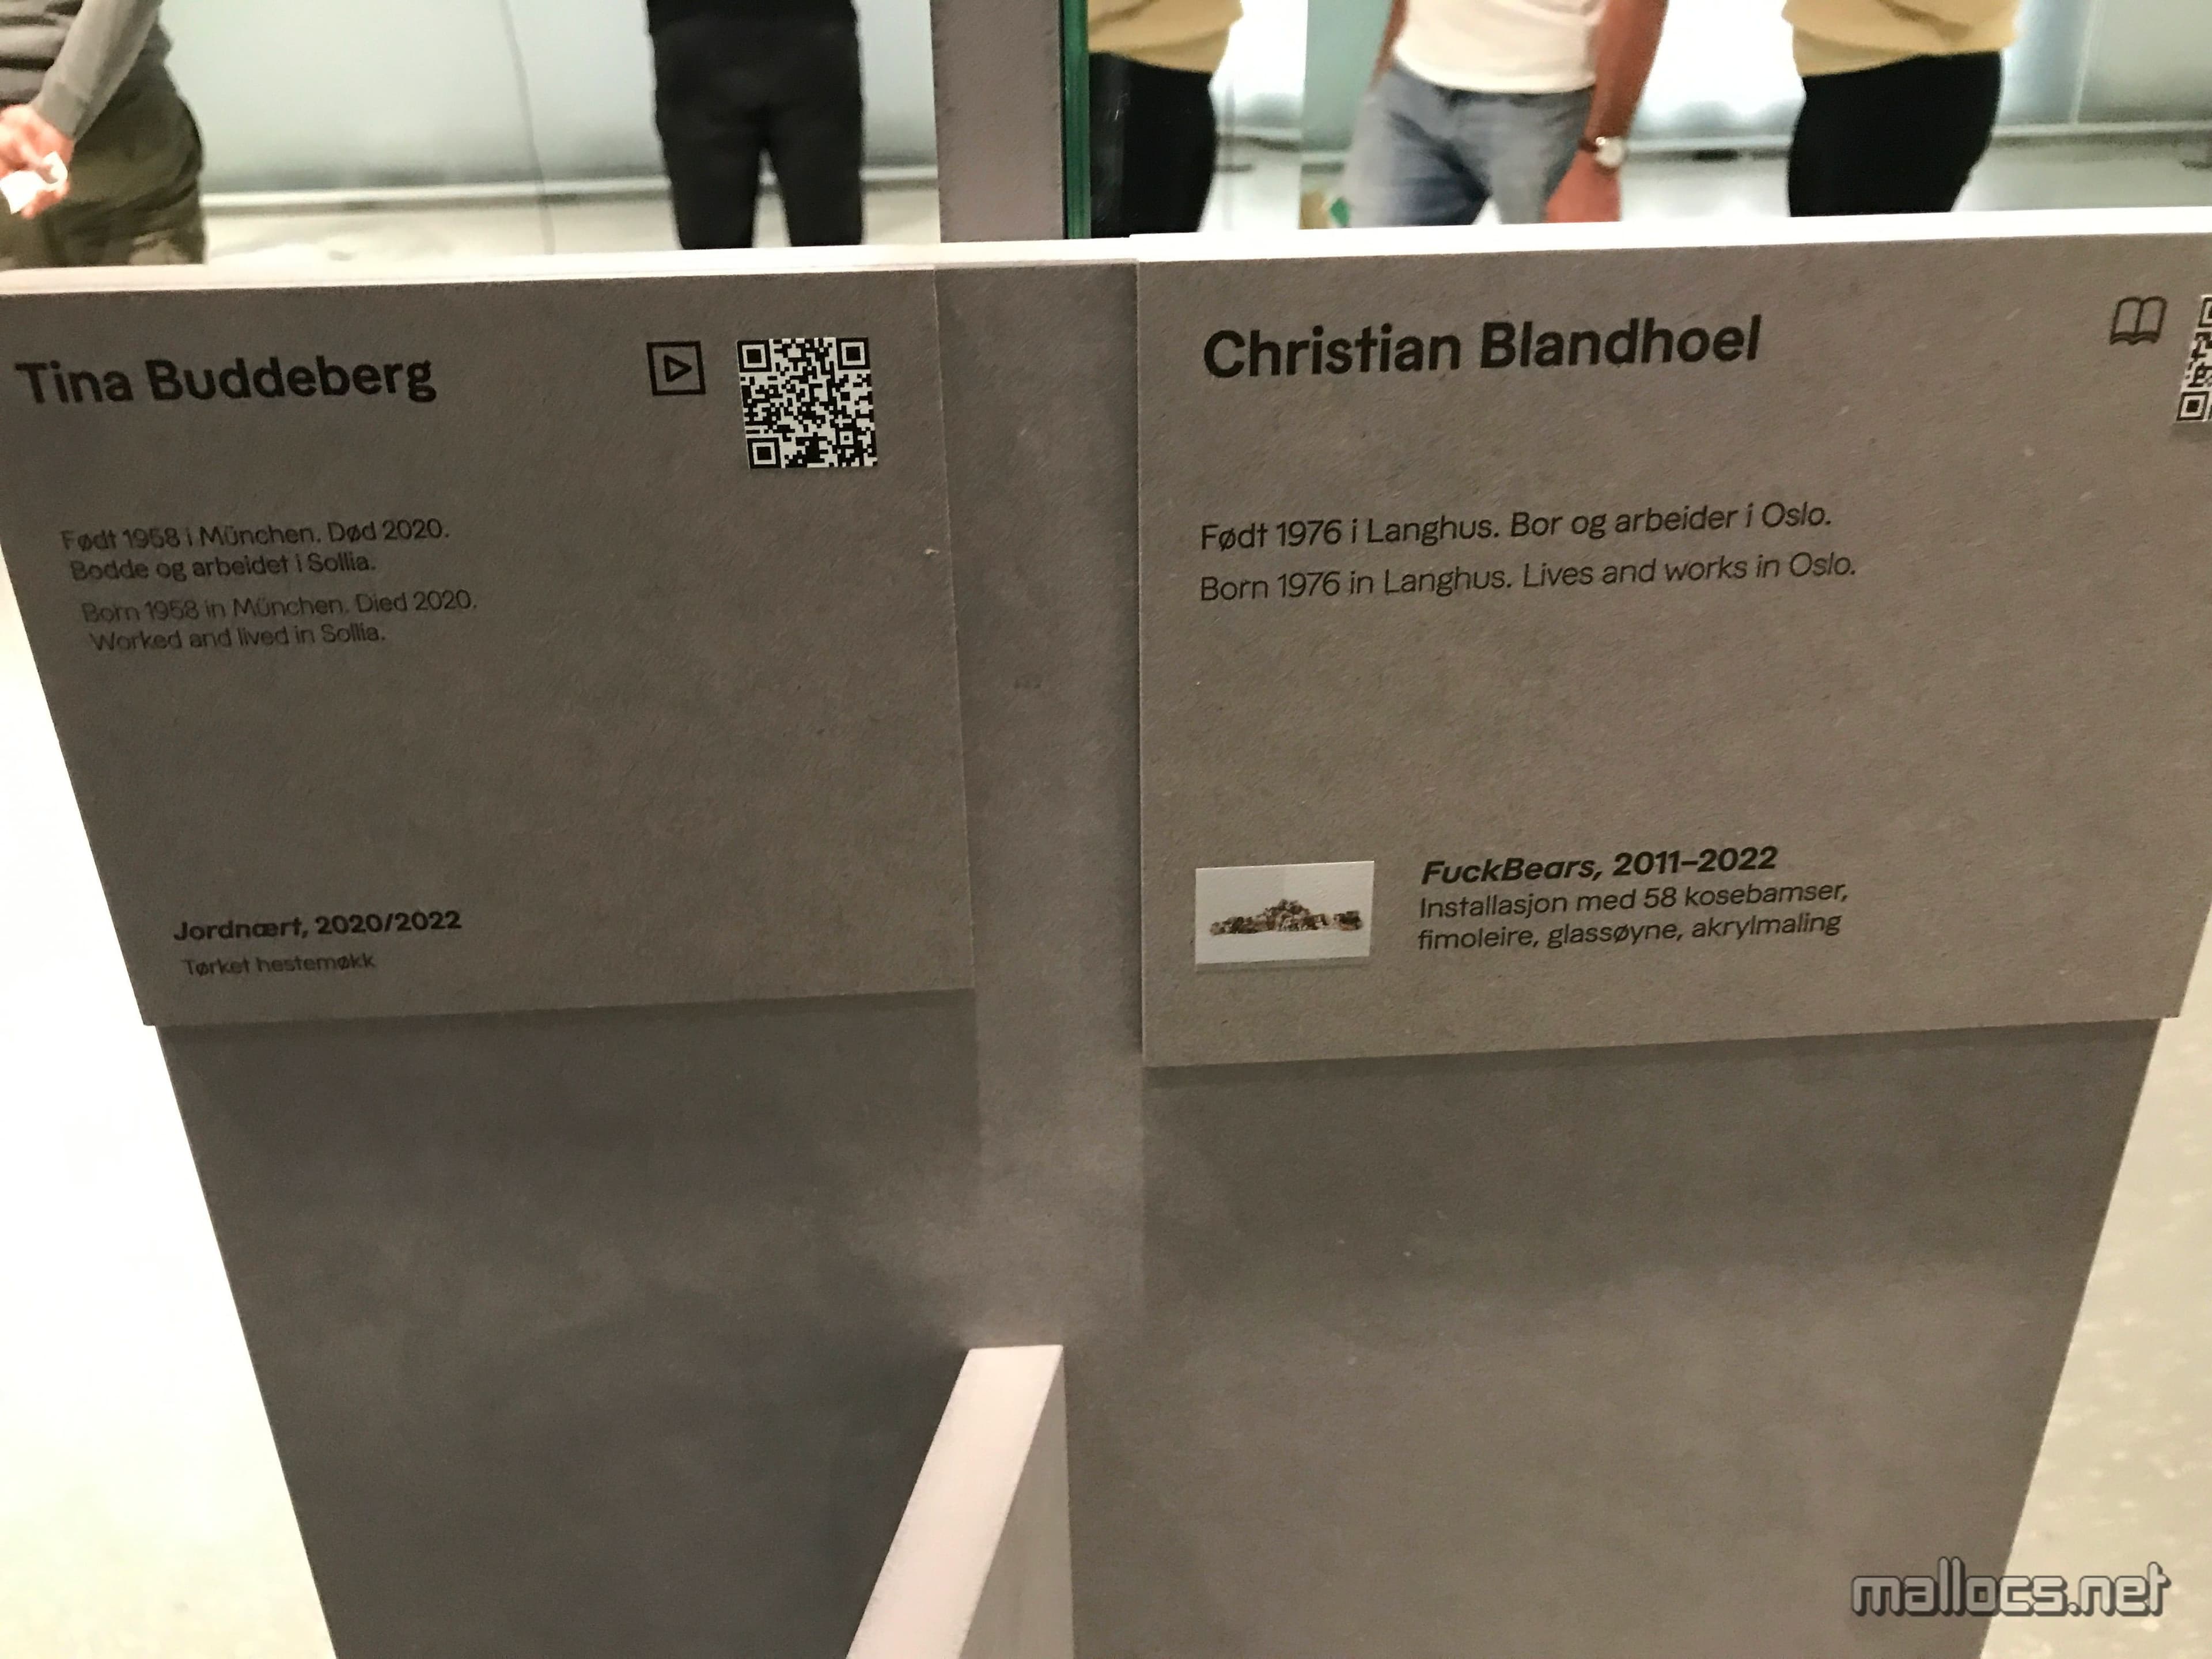 Tina Buddeberg
Født 1958 i München. Død 2020.
Bodde og arbeidet i Sollia.
Born 1958 in München. Died 2020.
Worked and lived in Sollia.
Jordnært, 2020/2022
Tørket hestemøkk
Christian Blandhoel
Født 1976 i Langhus. Bor og arbeider i Oslo.
Born 1976 in Langhus. Lives and works in Oslo.
FuckBears, 2011–2022
Installasjon med 58 kosebamser,
fimoleire, glassøyne, akrylmaling
mallocs.net